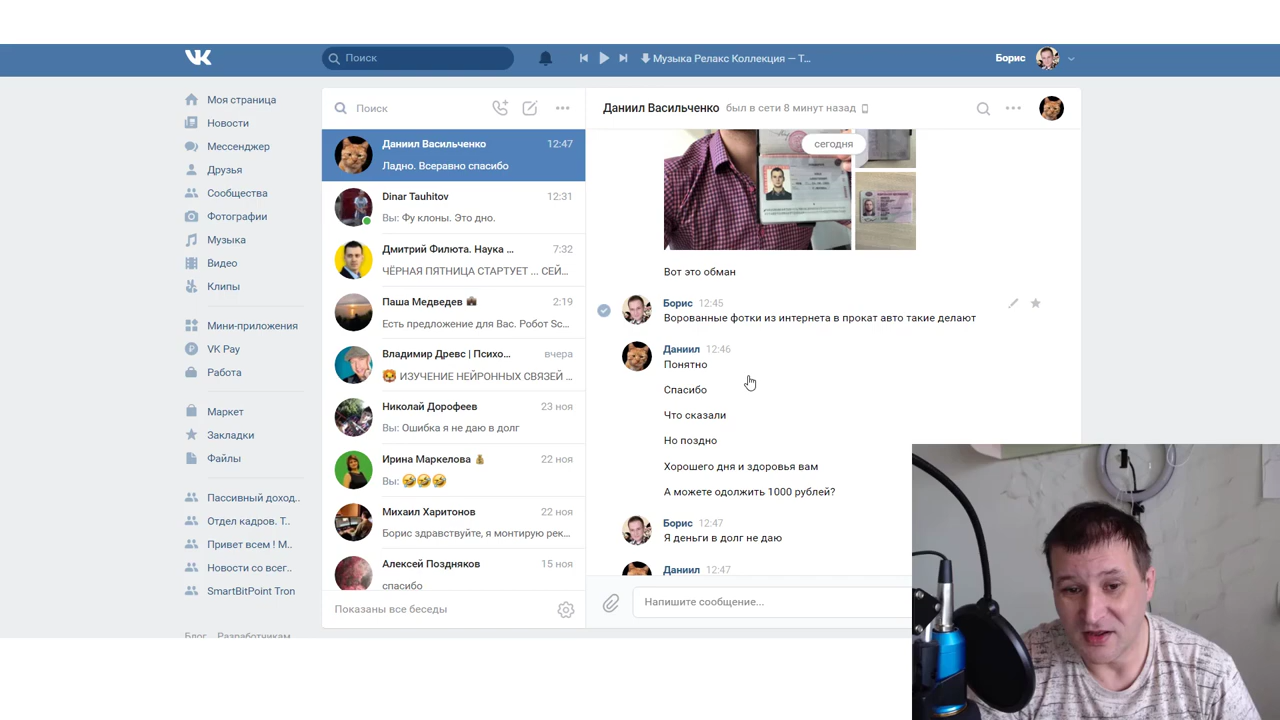 VK
Поиск
Музыка Релакс Коллекция — Т...
Борис
Моя страница
Новости
Мессенджер
Друзья
Сообщества
Фотографии
Музыка
Видео
Клипы
Мини-приложения
VK Pay
Работа
Маркет
Закладки
Файлы
Пассивный доход..
Отдел кадров. Т..
Привет всем ! М..
Новости со всег..
SmartBitPoint Tron
Блог Разработчикам
Поиск
Даниил Васильченко 12:47
Ладно. Всеравно спасибо
Dinar Tauhitov 12:31
Вы: Фу клоны. Это дно.
Дмитрий Филюта. Наука ... 7:32
ЧЁРНАЯ ПЯТНИЦА СТАРТУЕТ ... СЕЙ...
Паша Медведев 2:19
Есть предложение для Вас. Робот Sc...
Владимир Древс | Психо... вчера
ИЗУЧЕНИЕ НЕЙРОННЫХ СВЯЗЕЙ ...
Николай Дорофеев 23 ноя
Вы: Ошибка я не даю в долг
Ирина Маркелова 22 ноя
Вы: 🤣🤣🤣
Михаил Харитонов 22 ноя
Борис здравствуйте, я монтирую рек...
Алексей Поздняков 15 ноя
спасибо
Показаны все беседы
Даниил Васильченко был в сети 8 минут назад
сегодня
Вот это обман
Борис 12:45
Ворованные фотки из интернета в прокат авто такие делают
Даниил 12:46
Понятно
Спасибо
Что сказали
Но поздно
Хорошего дня и здоровья вам
А можете одолжить 1000 рублей?
Борис 12:47
Я деньги в долг не даю
Даниил 12:47
Напишите сообщение...